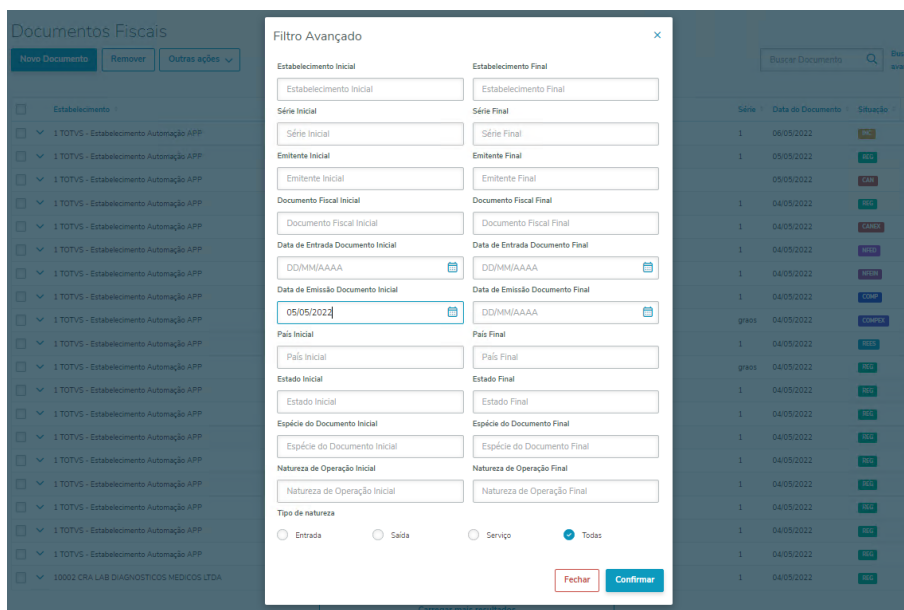 Documentos Fiscais
Novo Documento Remover Outras ações
Buscar Documento
Filtro Avançado ×
Estabelecimento Inicial Estabelecimento Final
Estabelecimento Inicial Estabelecimento Final
Série Inicial Série Final
Série Inicial Série Final
Emitente Inicial Emitente Final
Emitente Inicial Emitente Final
Documento Fiscal Inicial Documento Fiscal Final
Documento Fiscal Inicial Documento Fiscal Final
Data de Entrada Documento Inicial Data de Entrada Documento Final
DD/MM/AAAA DD/MM/AAAA
Data de Emissão Documento Inicial Data de Emissão Documento Final
05/05/2022 DD/MM/AAAA
País Inicial País Final
País Inicial País Final
Estado Inicial Estado Final
Estado Inicial Estado Final
Espécie do Documento Inicial Espécie do Documento Final
Espécie do Documento Inicial Espécie do Documento Final
Natureza de Operação Inicial Natureza de Operação Final
Natureza de Operação Inicial Natureza de Operação Final
Tipo de natureza
Entrada Saída Serviço Todas
Fechar Confirmar
Estabelecimento Série Data do Documento Situação
1 TOTVS - Estabelecimento Automação APP 1 06/05/2022
1 TOTVS - Estabelecimento Automação APP 1 05/05/2022 REG
1 TOTVS - Estabelecimento Automação APP 05/05/2022 CAN
1 TOTVS - Estabelecimento Automação APP 1 04/05/2022 REG
1 TOTVS - Estabelecimento Automação APP 1 04/05/2022
1 TOTVS - Estabelecimento Automação APP 1 04/05/2022
1 TOTVS - Estabelecimento Automação APP 1 04/05/2022
1 TOTVS - Estabelecimento Automação APP 1 04/05/2022 COMP
1 TOTVS - Estabelecimento Automação APP graos 04/05/2022
1 TOTVS - Estabelecimento Automação APP 1 04/05/2022
1 TOTVS - Estabelecimento Automação APP graos 04/05/2022 REG
1 TOTVS - Estabelecimento Automação APP 1 04/05/2022 REG
1 TOTVS - Estabelecimento Automação APP 1 04/05/2022 REG
1 TOTVS - Estabelecimento Automação APP 1 04/05/2022 REG
1 TOTVS - Estabelecimento Automação APP 1 04/05/2022 REG
1 TOTVS - Estabelecimento Automação APP 1 04/05/2022 REG
1 TOTVS - Estabelecimento Automação APP 1 04/05/2022 REG
1 TOTVS - Estabelecimento Automação APP 1 04/05/2022 REG
1 TOTVS - Estabelecimento Automação APP 1 04/05/2022 REG
10002 CRA LAB DIAGNOSTICOS MEDICOS LTDA 1 04/05/2022 REG